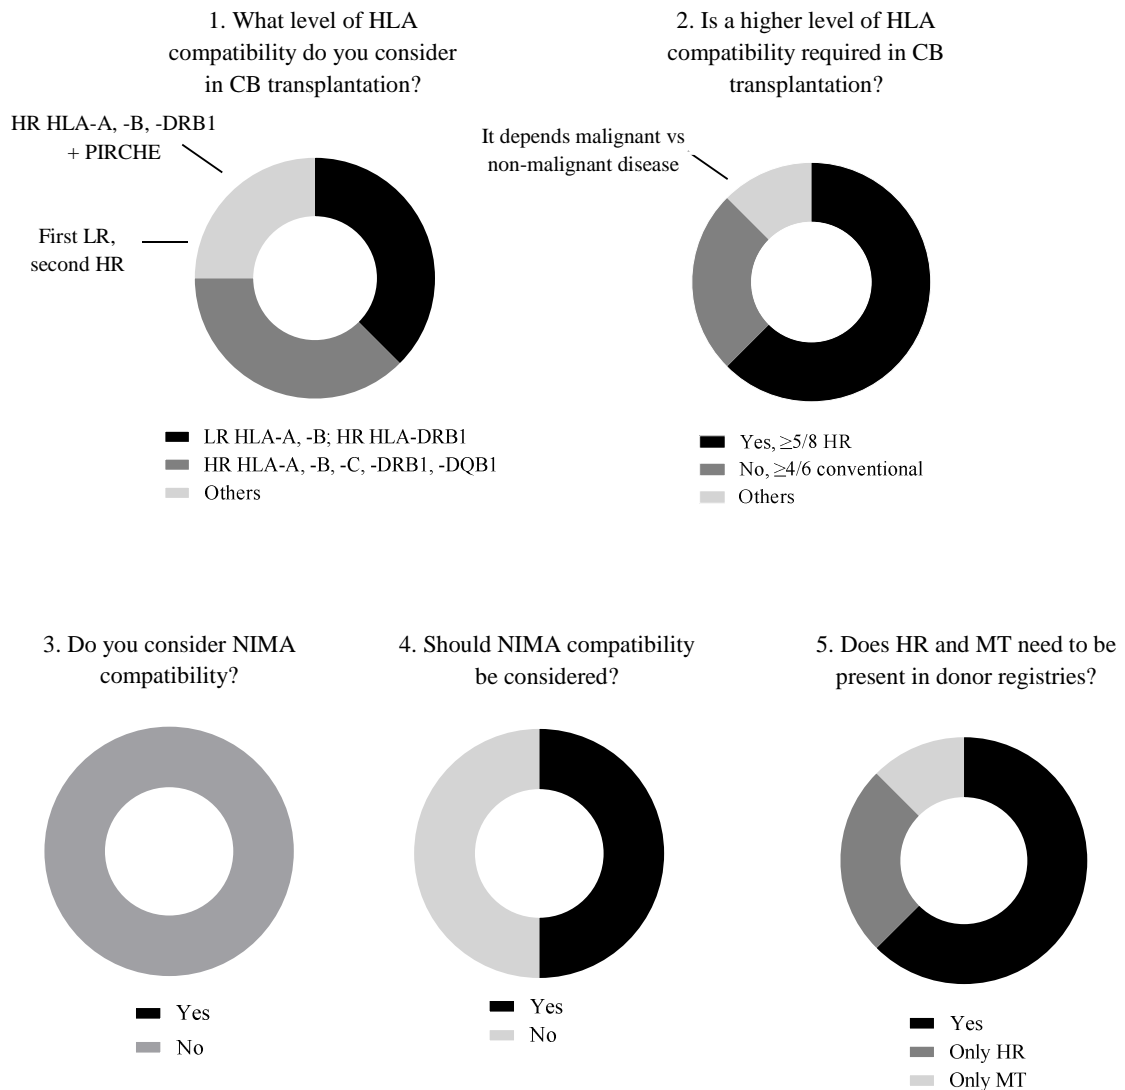 1. What level of HLA
compatibility do you consider
in CB transplantation?
HR HLA-A, -B, -DRB1
+ PIRCHE
First LR,
second HR
LR HLA-A, -B; HR HLA-DRB1
HR HLA-A, -B, -C, -DRB1, -DQB1
Others
2. Is a higher level of HLA
compatibility required in CB
transplantation?
It depends malignant vs
non-malignant disease
Yes, ≥5/8 HR
No, ≥4/6 conventional
Others
3. Do you consider NIMA
compatibility?
Yes
No
4. Should NIMA compatibility
be considered?
Yes
No
5. Does HR and MT need to be
present in donor registries?
Yes
Only HR
Only MT